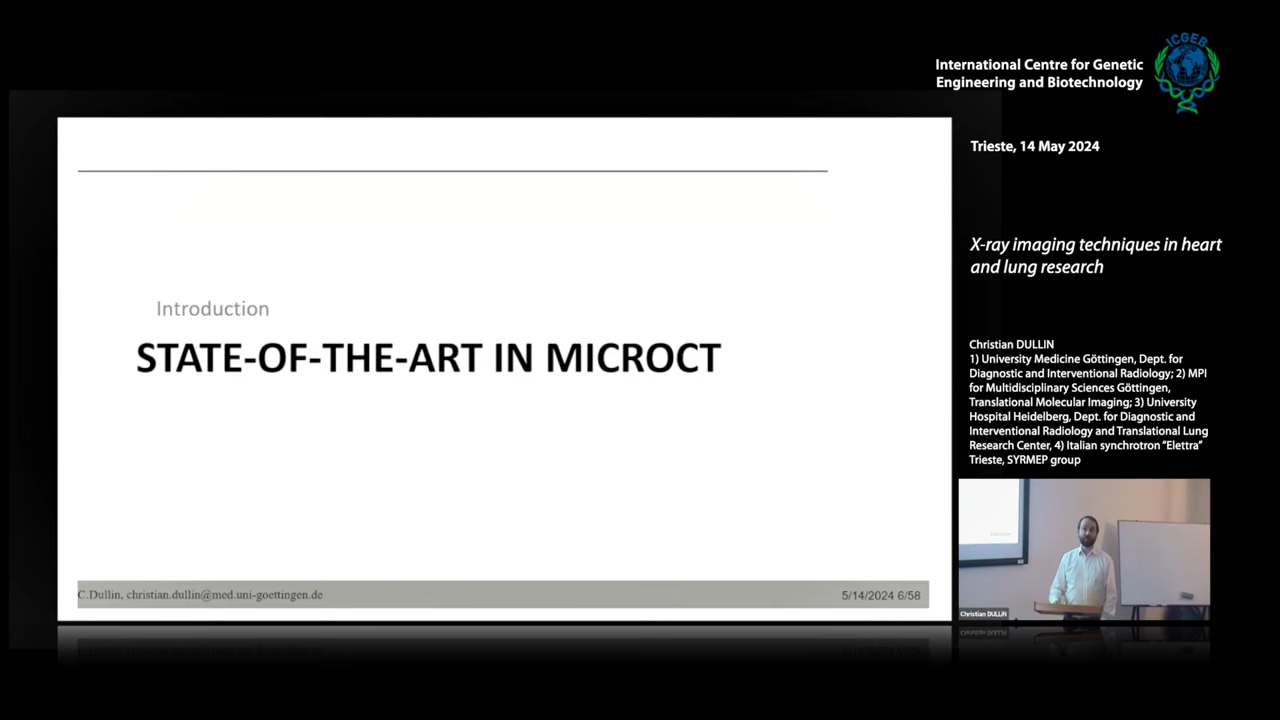 ICGEB
International Centre for Genetic
Engineering and Biotechnology
Trieste, 14 May 2024
X-ray imaging techniques in heart
and lung research
Introduction
STATE-OF-THE-ART IN MICROCT
Christian DULLIN
1) University Medicine Göttingen, Dept. for
Diagnostic and Interventional Radiology; 2) MPI
for Multidisciplinary Sciences Göttingen,
Translational Molecular Imaging; 3) University
Hospital Heidelberg, Dept. for Diagnostic and
Interventional Radiology and Translational Lung
Research Center, 4) Italian synchrotron “Elettra”
Trieste, SYRMEP group
C.Dullin, christian.dullin@med.uni-goettingen.de
5/14/2024 6/58
Christian DULLIN